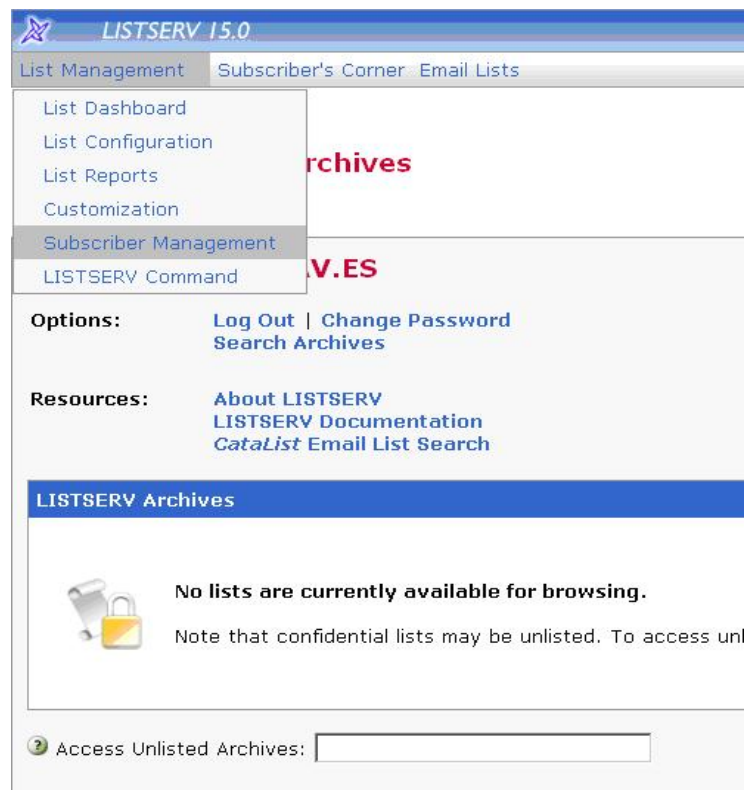 LISTSERV 15.0
List Management Subscriber's Corner Email Lists
List Dashboard
List Configuration
List Reports
Customization
Subscriber Management
LISTSERV Command
rchives
V.ES
Options: Log Out | Change Password
Search Archives
Resources: About LISTSERV
LISTSERV Documentation
CataList Email List Search
LISTSERV Archives
No lists are currently available for browsing.
Note that confidential lists may be unlisted. To access unl
Access Unlisted Archives: